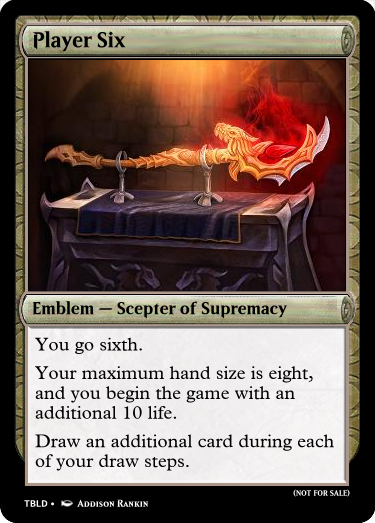 Player Six
Emblem — Scepter of Supremacy
You go sixth.
Your maximum hand size is eight,
and you begin the game with an
additional 10 life.
Draw an additional card during each
of your draw steps.
(NOT FOR SALE)
TBLD • Addison Rankin